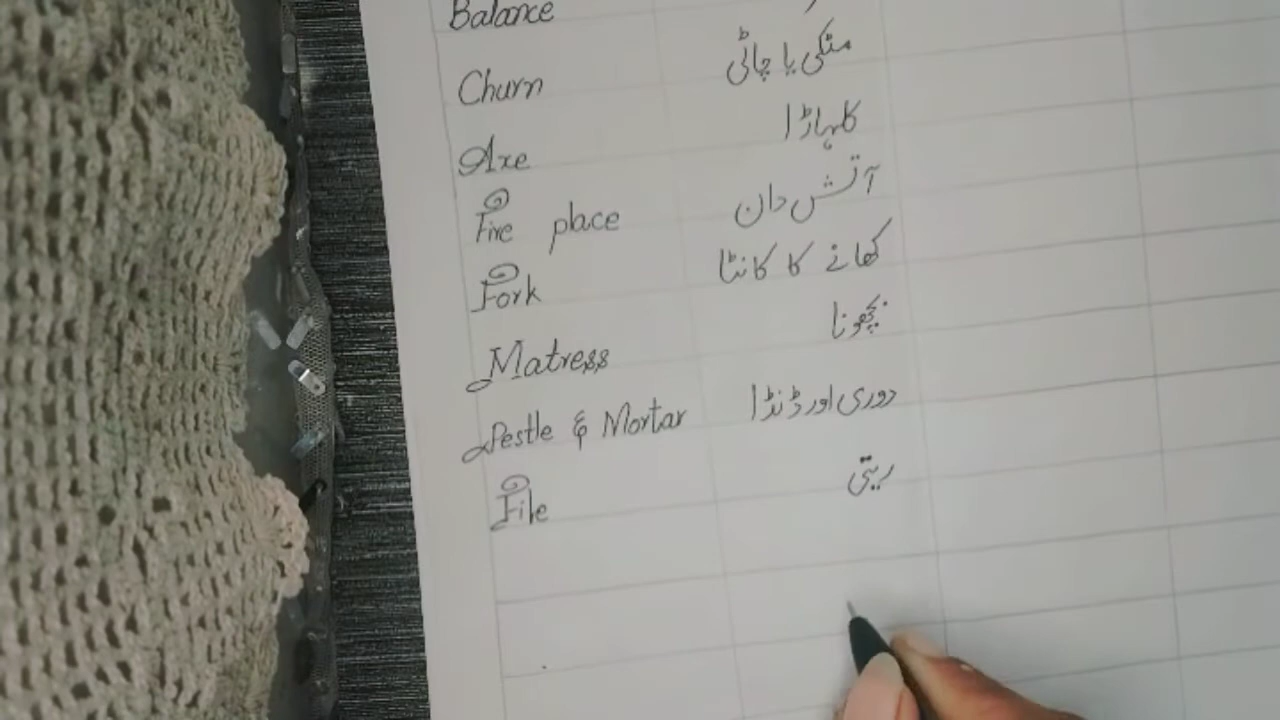 Balance
Churn مٹکی یا چاٹی
Axe کلہاڑا
Fire place آتش دان
Fork کھانے کا کانٹا
Matress بچھونا
Pestle & Mortar دوری اور ڈنڈا
File ریتی